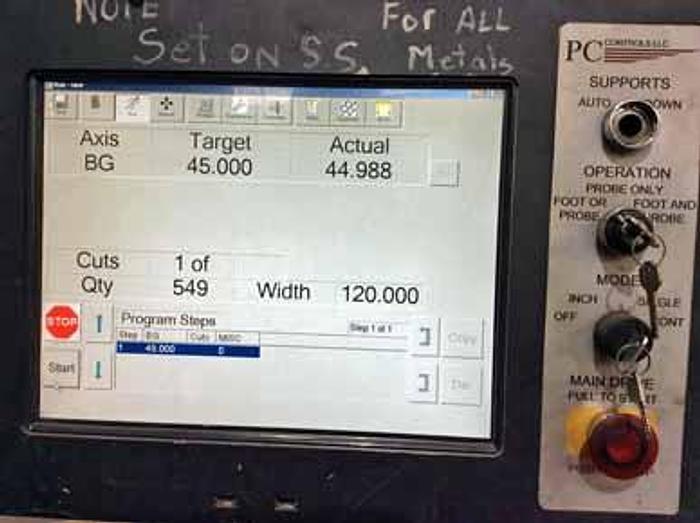 NOTE
For ALL
Set ON S.S. Metals
PC CONTROLS LLC
SUPPORTS
AUTO DOWN
OPERATION
PROBE ONLY
FOOT OR PROBE
FOOT AND PROBE
MODE
INCH SINGLE
OFF CONT
MAIN DRIVE
PULL TO START
Axis Target Actual
BG 45.000 44.988
Cuts 1 of
Qty 549 Width 120.000
STOP
Program Steps Step 1 of 1
Step BG Cuts MISC
1 45.000 0
Copy
Start
Del